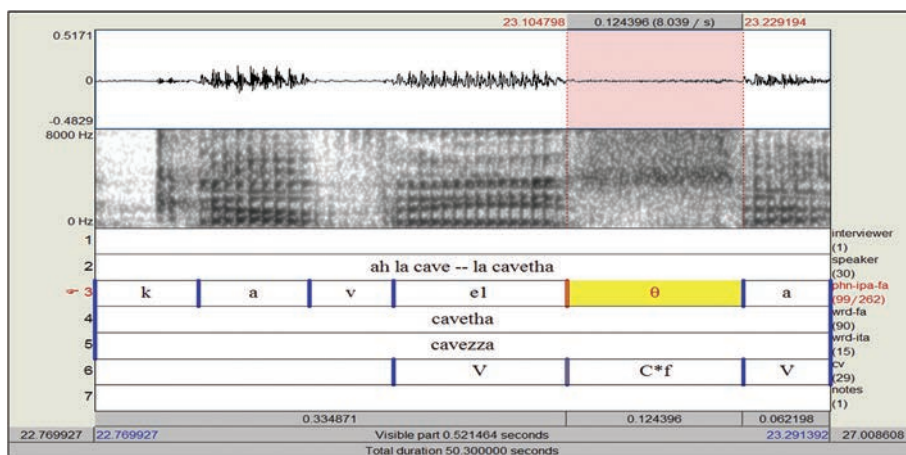 23.104798 0.124396 (8.039 / s) 23.229194
0.5171
0
-0.4829
8000 Hz
0 Hz
1 interviewer (1)
2 ah la cave -- la cavetha speaker (30)
3 k a v e1 θ a phn-ipa-fa (99/262)
4 cavetha wrd-fa (90)
5 cavezza wrd-ita (15)
6 V C*f V cv (29)
7 notes (1)
0.334871 0.124396 0.062198
22.769927 22.769927 Visible part 0.521464 seconds 23.291392 27.008608
Total duration 50.300000 seconds